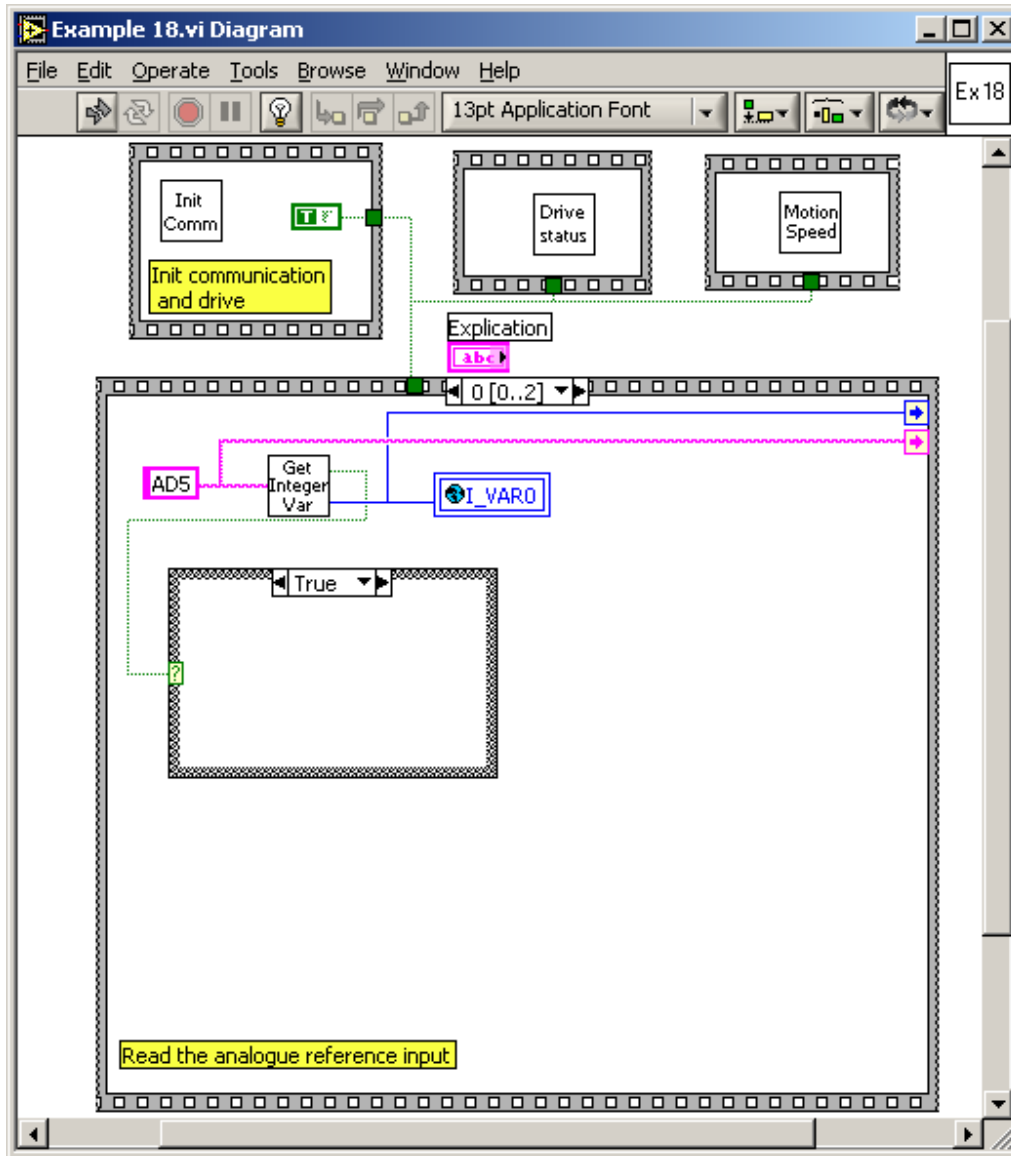 Example 18.vi Diagram
File Edit Operate Tools Browse Window Help
13pt Application Font
Ex 18
Init
Comm
T
Init communication
and drive
Drive
status
Motion
Speed
Explication
abc
0 [0..2]
AD5
Get
Integer
Var
I_VAR0
True
?
Read the analogue reference input